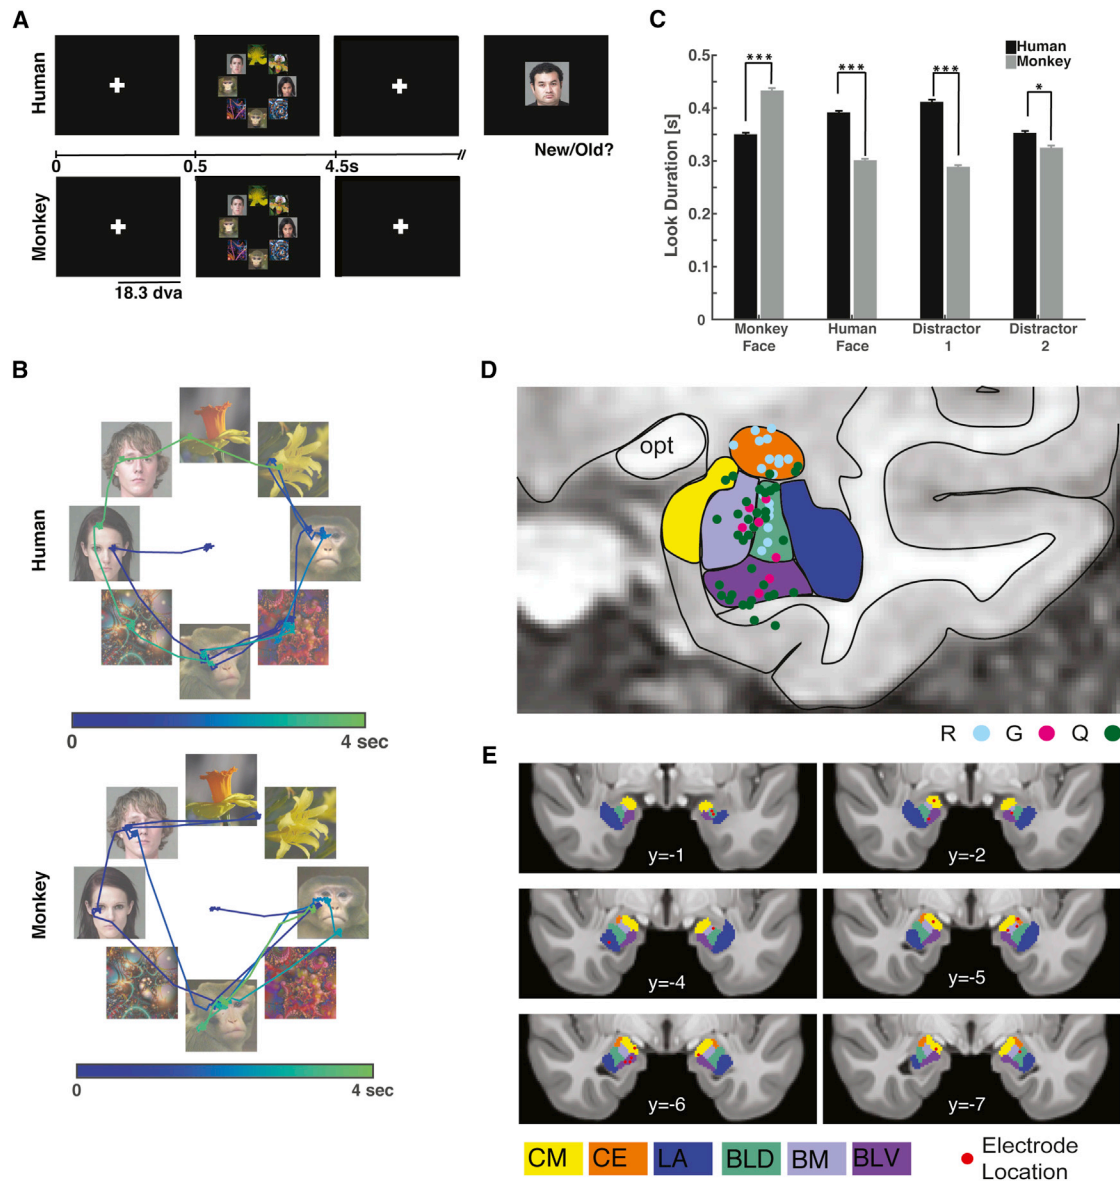 A
Human
New/Old?
0
0.5
4.5s
Monkey
18.3 dva
B
Human
0
4 sec
Monkey
0
4 sec
C
Human
Monkey
***
***
***
*
Look Duration [s]
0.5
0.4
0.3
0.2
0.1
0
Monkey
Face
Human
Face
Distractor
1
Distractor
2
D
opt
R G Q
E
y=-1
y=-2
y=-4
y=-5
y=-6
y=-7
CM CE LA BLD BM BLV
Electrode
Location